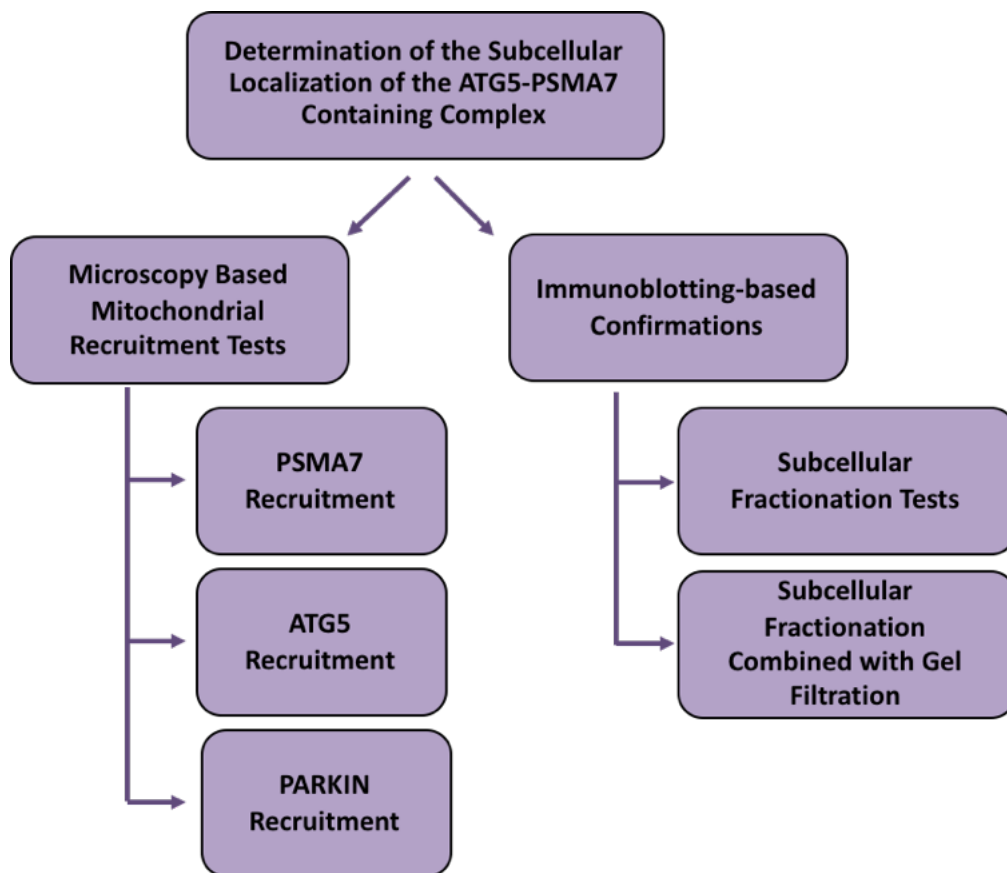 Determination of the Subcellular
Localization of the ATG5-PSMA7
Containing Complex
Microscopy Based
Mitochondrial
Recruitment Tests
PSMA7
Recruitment
ATG5
Recruitment
PARKIN
Recruitment
Immunoblotting-based
Confirmations
Subcellular
Fractionation Tests
Subcellular
Fractionation
Combined with Gel
Filtration